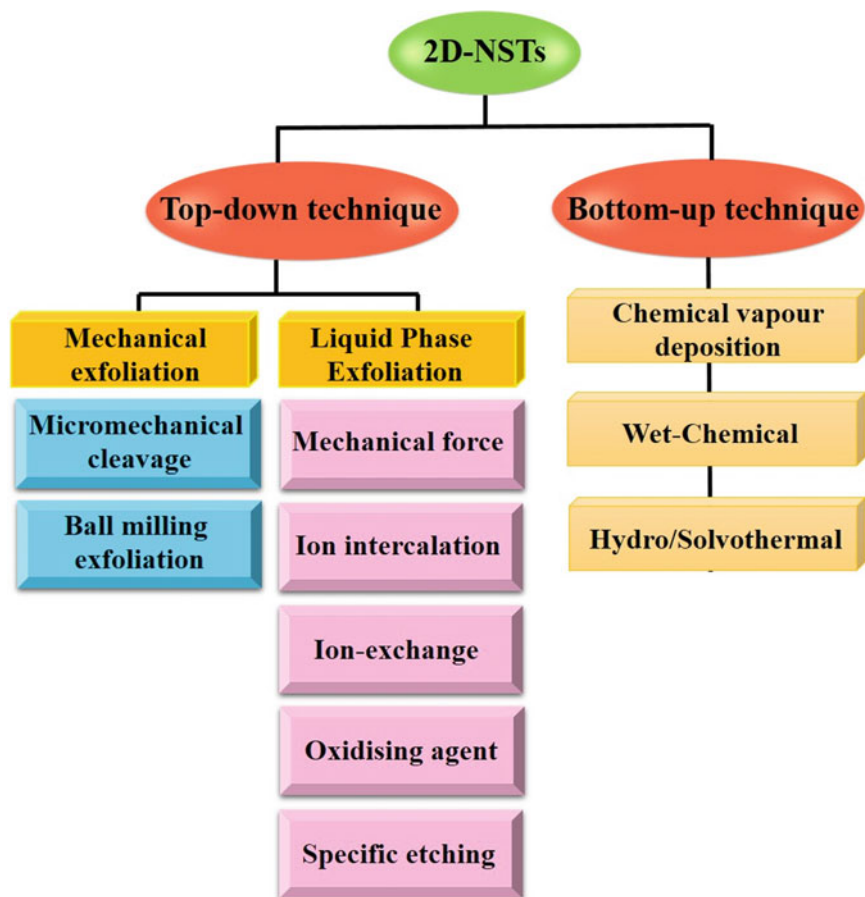 2D-NSTs
Top-down technique
Bottom-up technique
Mechanical
exfoliation
Liquid Phase
Exfoliation
Chemical vapour
deposition
Micromechanical
cleavage
Mechanical force
Wet-Chemical
Ball milling
exfoliation
Ion intercalation
Hydro/Solvothermal
Ion-exchange
Oxidising agent
Specific etching